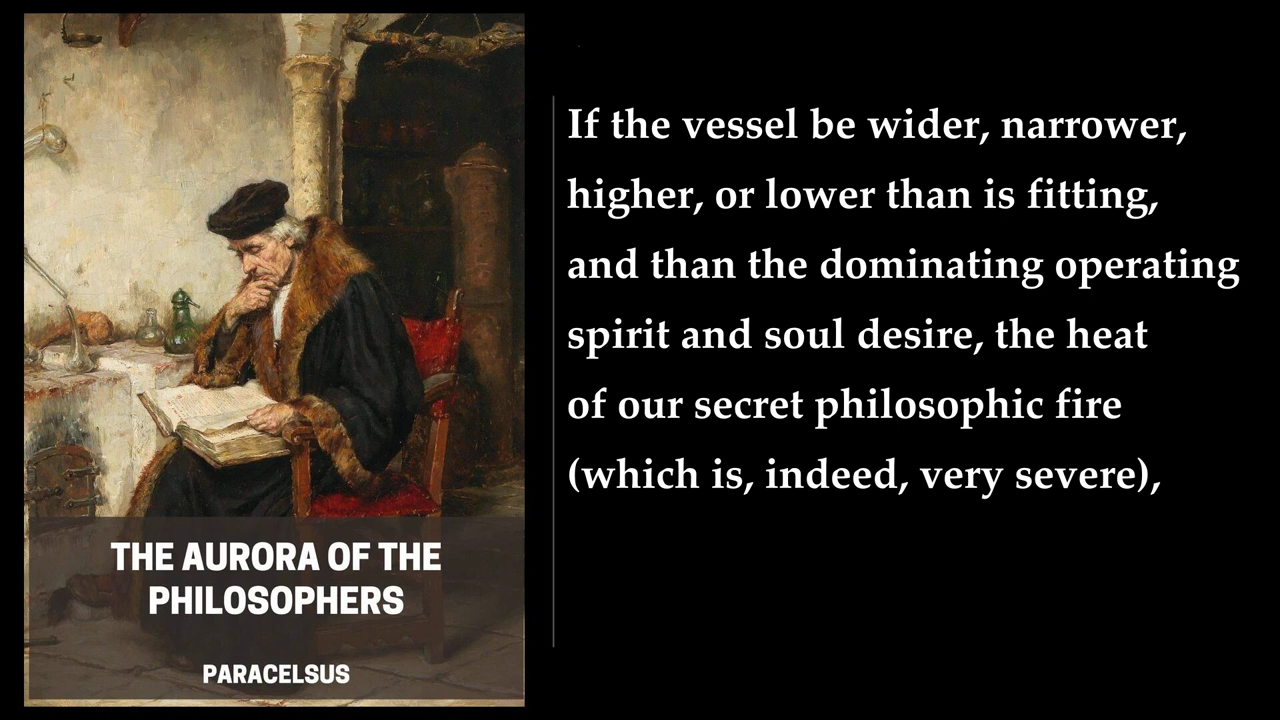 THE AURORA OF THE
PHILOSOPHERS
PARACELSUS
If the vessel be wider, narrower,
higher, or lower than is fitting,
and than the dominating operating
spirit and soul desire, the heat
of our secret philosophic fire
(which is, indeed, very severe),